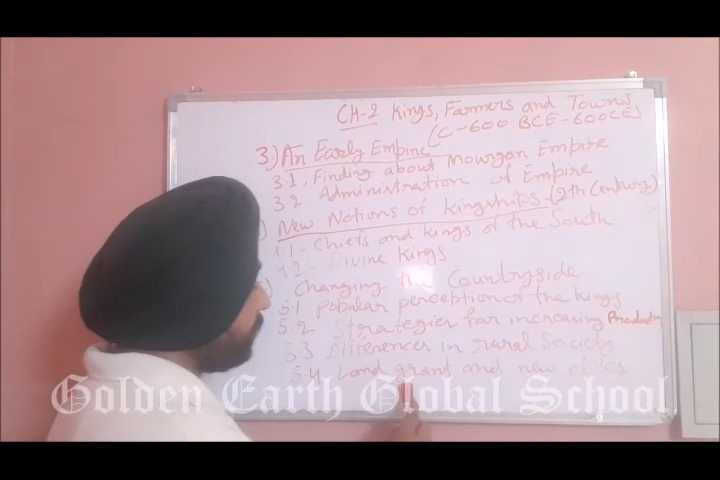 CH-2 Kings, Farmers and Towns
(C-600 BCE-600CE)
3.) An Early Empire
3.1. Finding about Mouryan Empire
3.2 Administration of Empire
) New Notions of Kingships (2th Century)
4.1- Chiefs and kings of the South
4.2- Divine kings
) Changing the Countryside
5.1 popular perception of the kings
5.2 Strategies for increasing Production
5.3 Differences in rural Society
5.4 Land grant and new elites
Golden Earth Global School